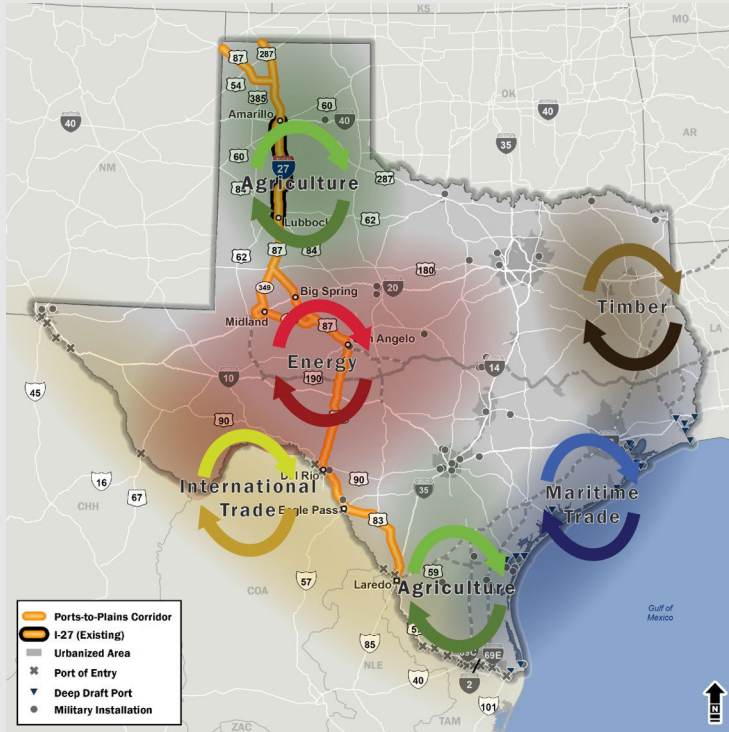 KS
MO
87
287
54
385
Amarillo
60
40
40
OK
40
35
AR
NM
60
27
Agriculture
84
287
Lubbock
62
87
84
62
180
349
Big Spring
20
Midland
87
Timber
LA
Energy
190
10
14
45
90
16
67
CHH
Del Rio
90
International
Trade
Eagle Pass
35
Maritime
Trade
83
COA
57
Laredo
59
Agriculture
Gulf of
Mexico
85
NLE
69E
40
2
101
ZAC
TAM
Ports-to-Plains Corridor
I-27 (Existing)
Urbanized Area
Port of Entry
Deep Draft Port
Military Installation
N